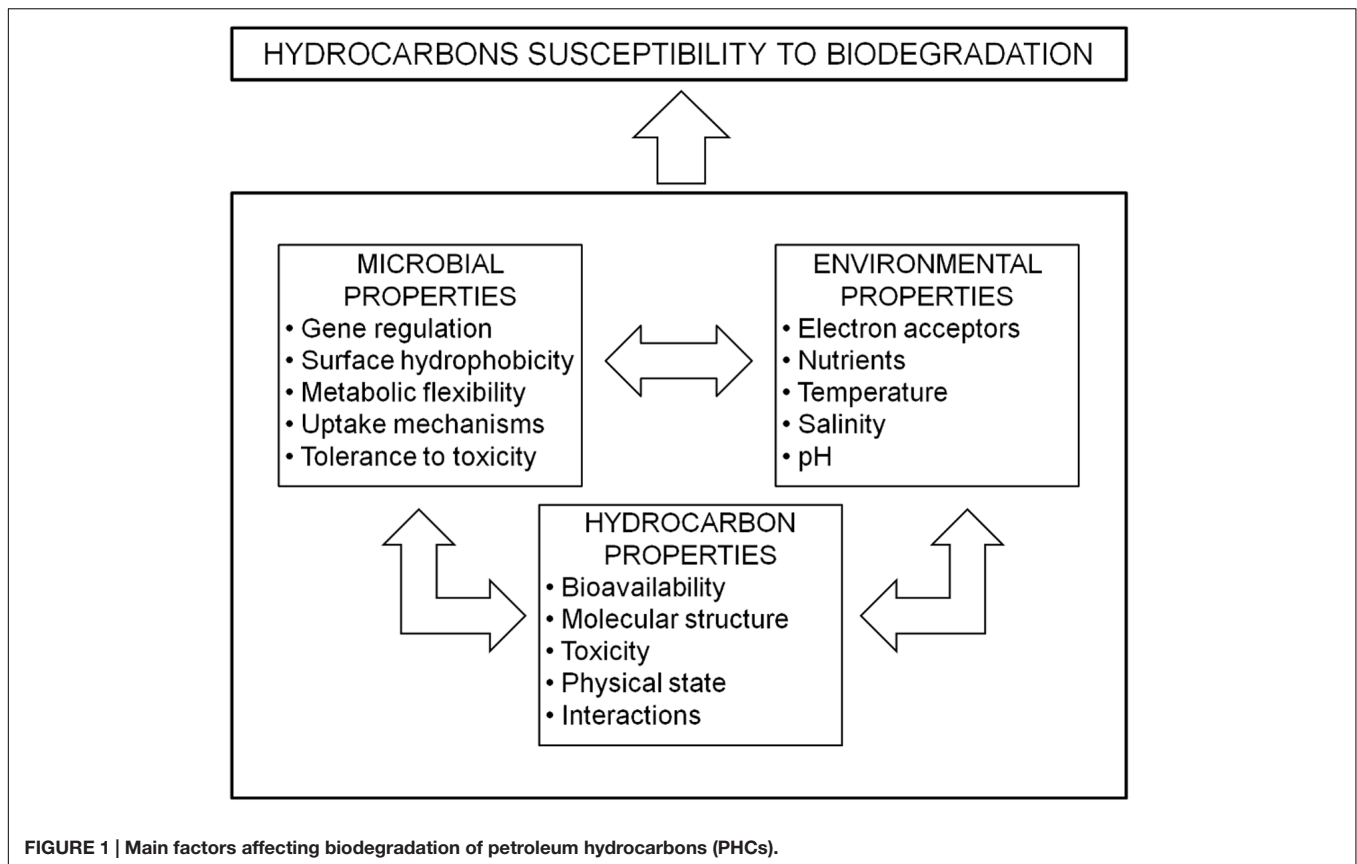 HYDROCARBONS SUSCEPTIBILITY TO BIODEGRADATION
MICROBIAL
PROPERTIES
• Gene regulation
• Surface hydrophobicity
• Metabolic flexibility
• Uptake mechanisms
• Tolerance to toxicity
ENVIRONMENTAL
PROPERTIES
• Electron acceptors
• Nutrients
• Temperature
• Salinity
• pH
HYDROCARBON
PROPERTIES
• Bioavailability
• Molecular structure
• Toxicity
• Physical state
• Interactions
FIGURE 1 | Main factors affecting biodegradation of petroleum hydrocarbons (PHCs).